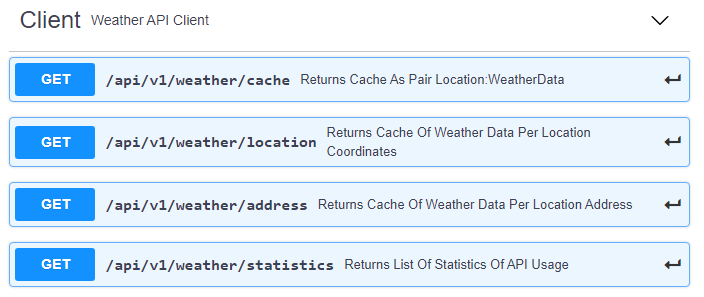 Client Weather API Client
GET /api/v1/weather/cache Returns Cache As Pair Location:WeatherData
GET /api/v1/weather/location Returns Cache Of Weather Data Per Location
Coordinates
GET /api/v1/weather/address Returns Cache Of Weather Data Per Location Address
GET /api/v1/weather/statistics Returns List Of Statistics Of API Usage